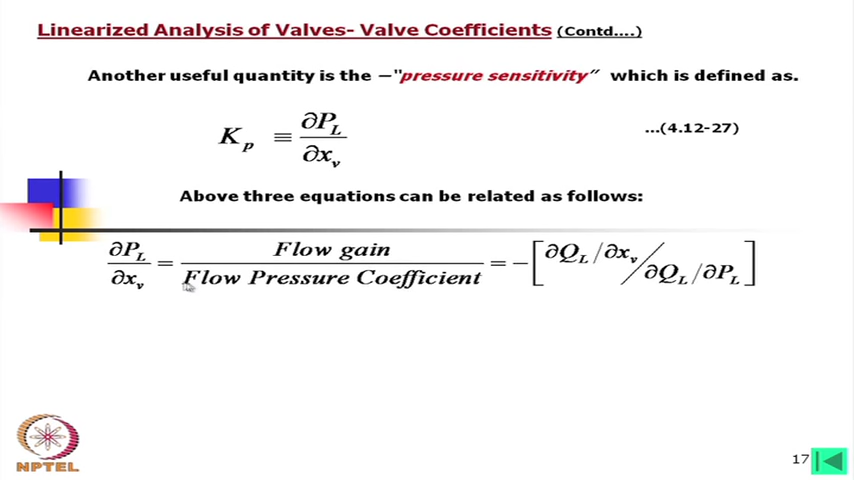 Linearized Analysis of Valves- Valve Coefficients (Contd....)
Another useful quantity is the –"pressure sensitivity" which is defined as.
K_p ≡ ∂P_L / ∂x_v ...(4.12-27)
Above three equations can be related as follows:
∂P_L / ∂x_v = Flow gain / Flow Pressure Coefficient = –[∂Q_L/∂x_v / ∂Q_L/∂P_L]
NPTEL
17